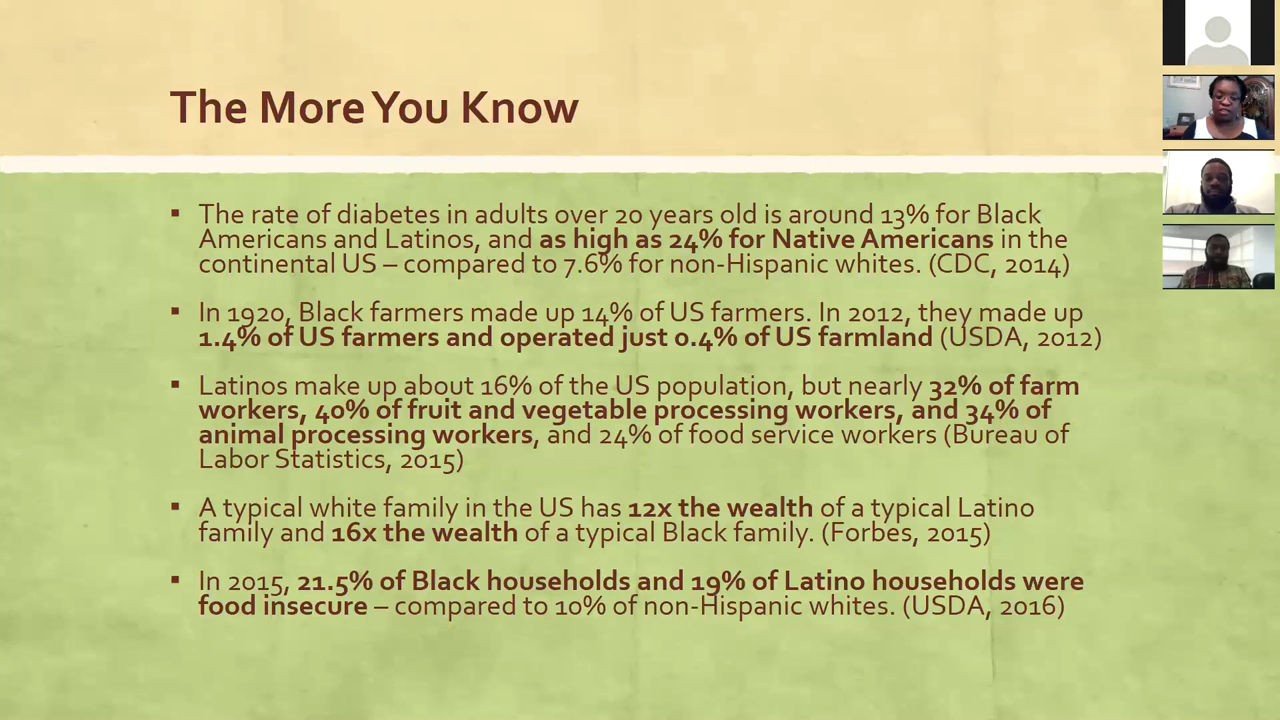 The More You Know
▪ The rate of diabetes in adults over 20 years old is around 13% for Black
Americans and Latinos, and as high as 24% for Native Americans in the
continental US – compared to 7.6% for non-Hispanic whites. (CDC, 2014)
▪ In 1920, Black farmers made up 14% of US farmers. In 2012, they made up
1.4% of US farmers and operated just 0.4% of US farmland (USDA, 2012)
▪ Latinos make up about 16% of the US population, but nearly 32% of farm
workers, 40% of fruit and vegetable processing workers, and 34% of
animal processing workers, and 24% of food service workers (Bureau of
Labor Statistics, 2015)
▪ A typical white family in the US has 12x the wealth of a typical Latino
family and 16x the wealth of a typical Black family. (Forbes, 2015)
▪ In 2015, 21.5% of Black households and 19% of Latino households were
food insecure – compared to 10% of non-Hispanic whites. (USDA, 2016)